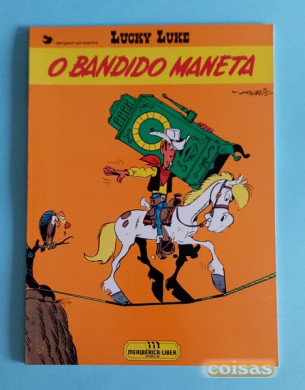 LUCKY LUKE
O BANDIDO MANETA
MERIBÉRICA/LIBER
coisas